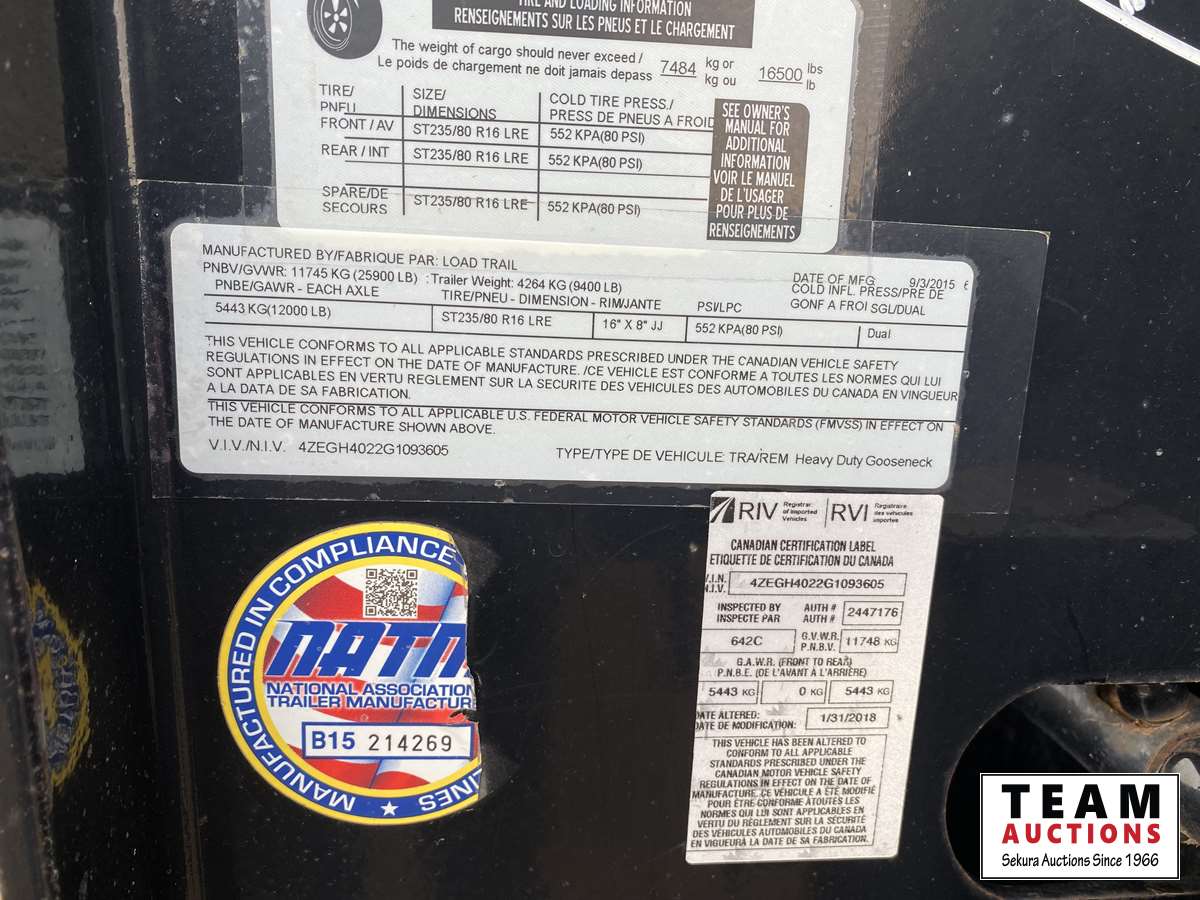 TIRE AND LOADING INFORMATION
RENSEIGNEMENTS SUR LES PNEUS ET LE CHARGEMENT
The weight of cargo should never exceed / 7484 kg or 16500 lbs
Le poids de chargement ne doit jamais depass kg ou lb
TIRE/ SIZE/ COLD TIRE PRESS./
PNEU DIMENSIONS PRESS DE PNEUS A FROID
FRONT / AV ST235/80 R16 LRE 552 KPA(80 PSI)
REAR / INT ST235/80 R16 LRE 552 KPA(80 PSI)
SPARE/DE ST235/80 R16 LRE 552 KPA(80 PSI)
SECOURS
SEE OWNER'S
MANUAL FOR
ADDITIONAL
INFORMATION
VOIR LE MANUEL
DE L'USAGER
POUR PLUS DE
RENSEIGNEMENTS
MANUFACTURED BY/FABRIQUE PAR: LOAD TRAIL
DATE OF MFG 9/3/2015 6
PNBV/GVWR: 11745 KG (25900 LB) : Trailer Weight: 4264 KG (9400 LB)
COLD INFL. PRESS/PRE DE
PNBE/GAWR - EACH AXLE TIRE/PNEU - DIMENSION - RIM/JANTE PSI/LPC GONF A FROI SGL/DUAL
5443 KG(12000 LB) ST235/80 R16 LRE 16" X 8" JJ 552 KPA(80 PSI) Dual
THIS VEHICLE CONFORMS TO ALL APPLICABLE STANDARDS PRESCRIBED UNDER THE CANADIAN VEHICLE SAFETY
REGULATIONS IN EFFECT ON THE DATE OF MANUFACTURE. /CE VEHICLE EST CONFORME A TOUTES LES NORMES QUI LUI
SONT APPLICABLES EN VERTU REGLEMENT SUR LA SECURITE DES VEHICULES DES AUTOMOBILES DU CANADA EN VINGUEUR
A LA DATA DE SA FABRICATION.
THIS VEHICLE CONFORMS TO ALL APPLICABLE U.S. FEDERAL MOTOR VEHICLE SAFETY STANDARDS (FMVSS) IN EFFECT ON
THE DATE OF MANUFACTURE SHOWN ABOVE.
V.I.V./N.I.V. 4ZEGH4022G1093605 TYPE/TYPE DE VEHICULE: TRA/REM Heavy Duty Gooseneck
MANUFACTURED IN COMPLIANCE
NATM
NATIONAL ASSOCIATION
TRAILER MANUFACTURE
B15 214269
RIV Registrar of Imported Vehicles RVI Registraire des véhicules importés
CANADIAN CERTIFICATION LABEL
ETIQUETTE DE CERTIFICATION DU CANADA
V.I.N. 4ZEGH4022G1093605
N.I.V.
INSPECTED BY AUTH # 2447176
INSPECTE PAR AUTH #
642C G.V.W.R. 11748 KG
P.N.B.V.
G.A.W.R. (FRONT TO REAR)
P.N.B.E. (DE L'AVANT À L'ARRIÈRE)
5443 KG 0 KG 5443 KG
DATE ALTERED: 1/31/2018
DATE DE MODIFICATION:
THIS VEHICLE HAS BEEN ALTERED TO
CONFORM TO ALL APPLICABLE
STANDARDS PRESCRIBED UNDER THE
CANADIAN MOTOR VEHICLE SAFETY
REGULATIONS IN EFFECT ON THE DATE OF
MANUFACTURE. CE VÉHICULE A ÉTÉ MODIFIÉ
POUR ÊTRE CONFORME ÀTOUTES LES
NORMES QUI LUI SONT APPLICABLES EN
VERTU DU RÈGLEMENT SUR LA SÉCURITÉ
DES VÉHICULES AUTOMOBILES DU CANADA
EN VIGUEURA LA DATE DE SA FABRICATION.
TEAM
AUCTIONS
Sekura Auctions Since 1966